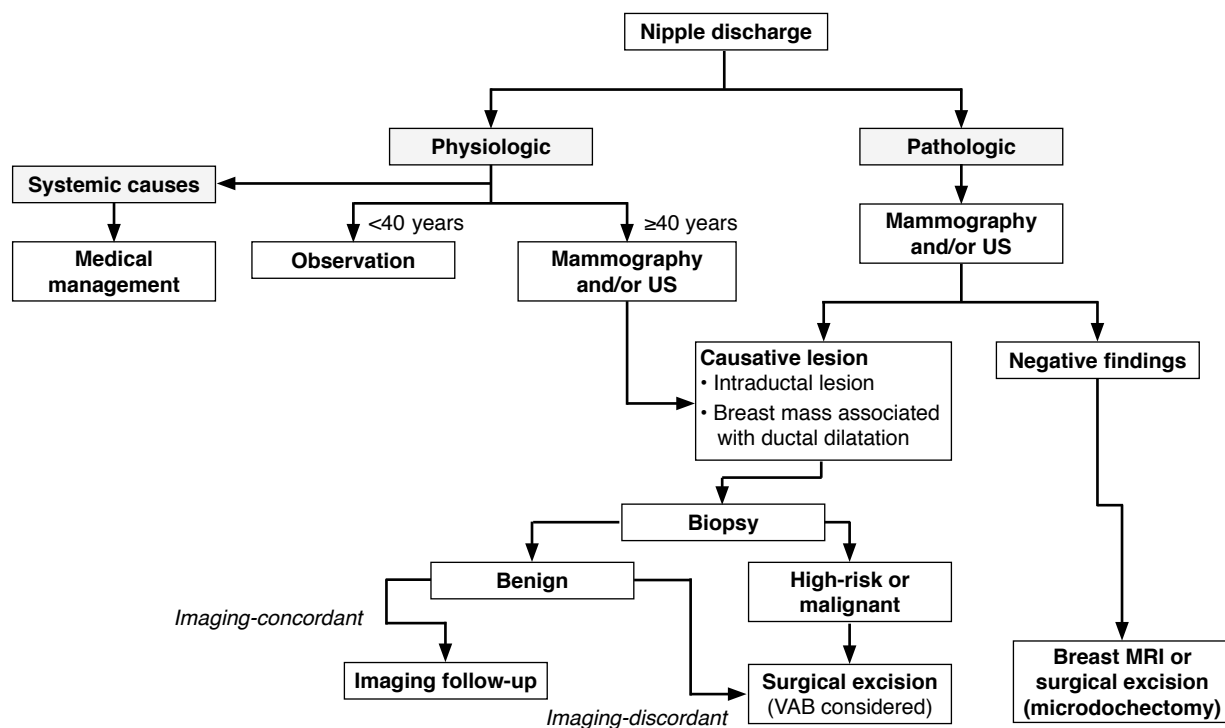 Nipple discharge
Physiologic
Pathologic
Systemic causes
<40 years
≥40 years
Mammography
and/or US
Medical
management
Observation
Mammography
and/or US
Causative lesion
• Intraductal lesion
• Breast mass associated
with ductal dilatation
Negative findings
Biopsy
Benign
High-risk or
malignant
Imaging-concordant
Imaging follow-up
Surgical excision
(VAB considered)
Imaging-discordant
Breast MRI or
surgical excision
(microdochectomy)